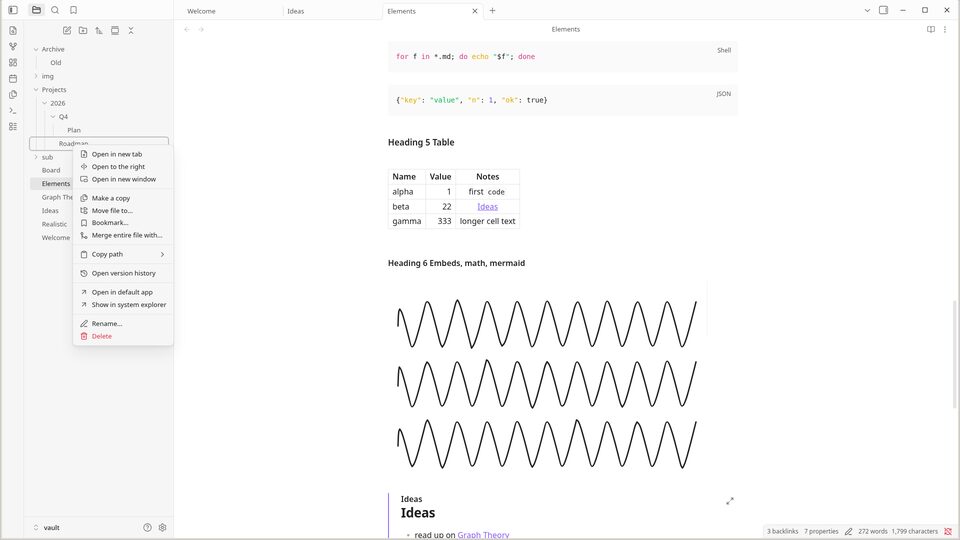 Welcome
Ideas
Elements
Elements
Archive
Old
img
Projects
2026
Q4
Plan
Roadmap
sub
Board
Elements
Graph The
Ideas
Realistic
Welcome
Open in new tab
Open to the right
Open in new window
Make a copy
Move file to...
Bookmark...
Merge entire file with...
Copy path
Open version history
Open in default app
Show in system explorer
Rename...
Delete
vault
Shell
for f in *.md; do echo "$f"; done
JSON
{"key": "value", "n": 1, "ok": true}
Heading 5 Table
Name Value Notes
alpha 1 first code
beta 22 Ideas
gamma 333 longer cell text
Heading 6 Embeds, math, mermaid
Ideas
Ideas
• read up on Graph Theory
3 backlinks 7 properties 272 words 1,799 characters